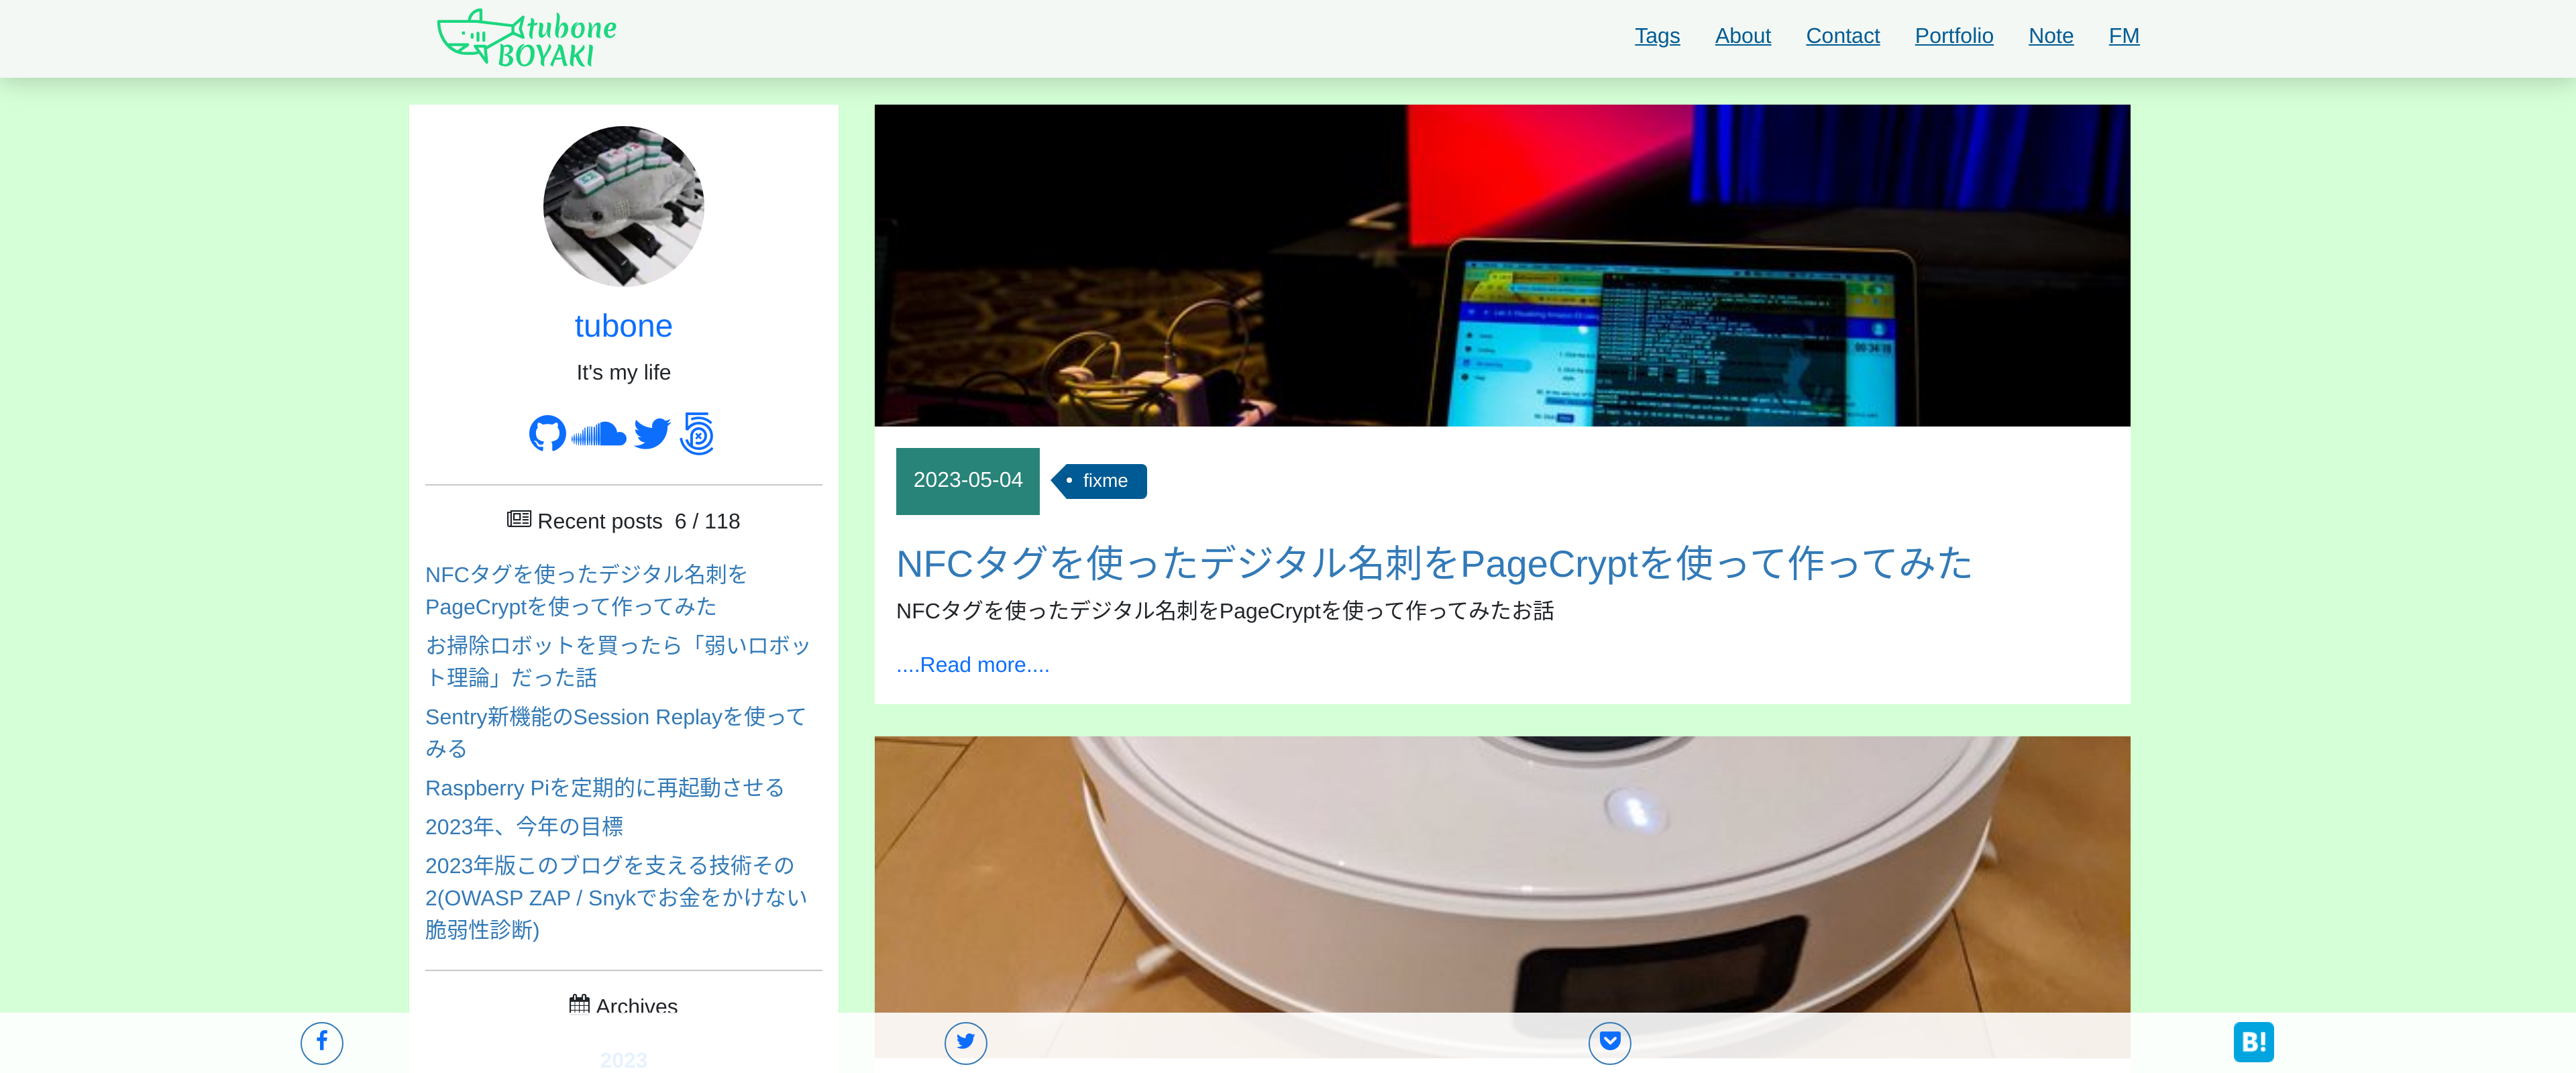 tubone
BOYAKI
Tags About Contact Portfolio Note FM
tubone
It's my life
Recent posts 6 / 118
NFCタグを使ったデジタル名刺を
PageCryptを使って作ってみた
お掃除ロボットを買ったら「弱いロボッ
ト理論」だった話
Sentry新機能のSession Replayを使って
みる
Raspberry Piを定期的に再起動させる
2023年、今年の目標
2023年版このブログを支える技術その
2(OWASP ZAP / Snykでお金をかけない
脆弱性診断)
Archives
2023
2023-05-04
fixme
NFCタグを使ったデジタル名刺をPageCryptを使って作ってみた
NFCタグを使ったデジタル名刺をPageCryptを使って作ってみたお話
....Read more....
B!